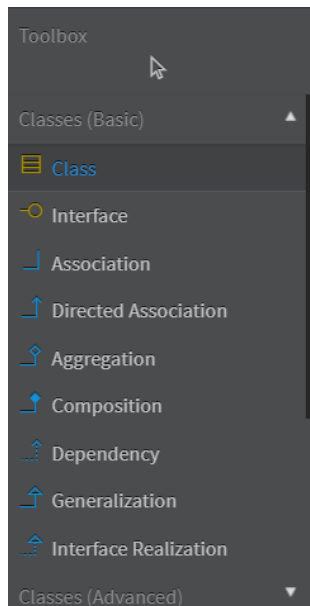 Toolbox
Classes (Basic)
Class
Interface
Association
Directed Association
Aggregation
Composition
Dependency
Generalization
Interface Realization
Classes (Advanced)